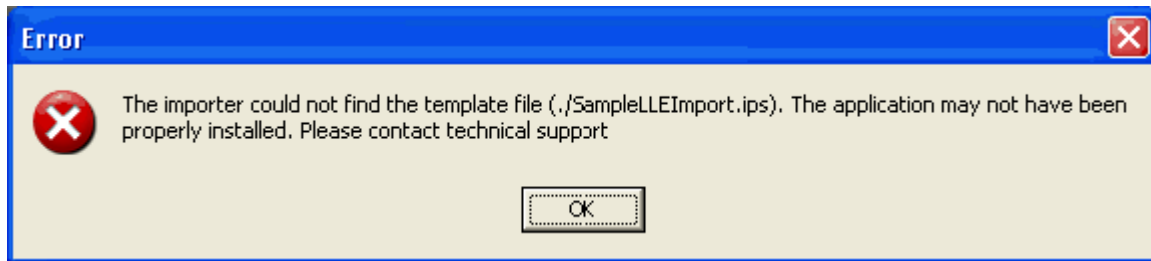 Error
The importer could not find the template file (./SampleLLEImport.ips). The application may not have been
properly installed. Please contact technical support
OK